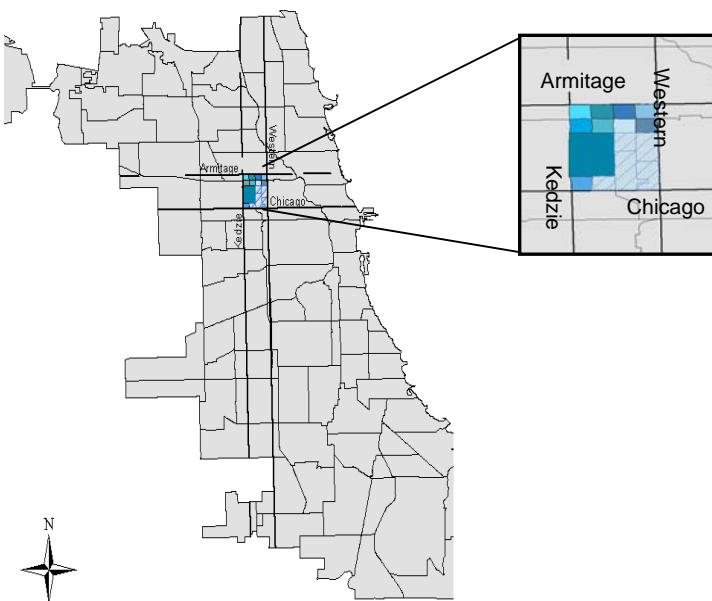 Armitage
Western
Kedzie
Chicago
Western
Armitage
Chicago
Kedzie
N